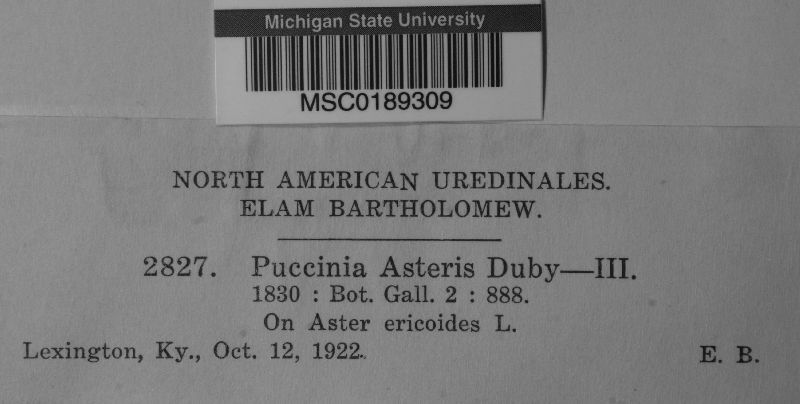 Michigan State University
MSC0189309
NORTH AMERICAN UREDINALES.
ELAM BARTHOLOMEW.
2827. Puccinia Asteris Duby—III.
1830 : Bot. Gall. 2 : 888.
On Aster ericoides L.
Lexington, Ky., Oct. 12, 1922. E. B.